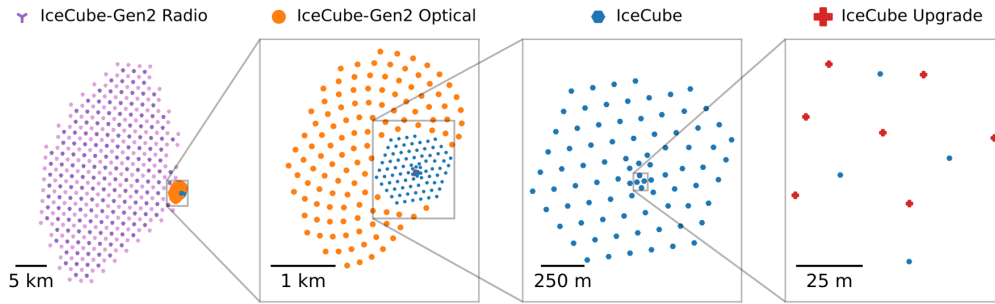 IceCube-Gen2 Radio
IceCube-Gen2 Optical
IceCube
IceCube Upgrade
5 km
1 km
250 m
25 m